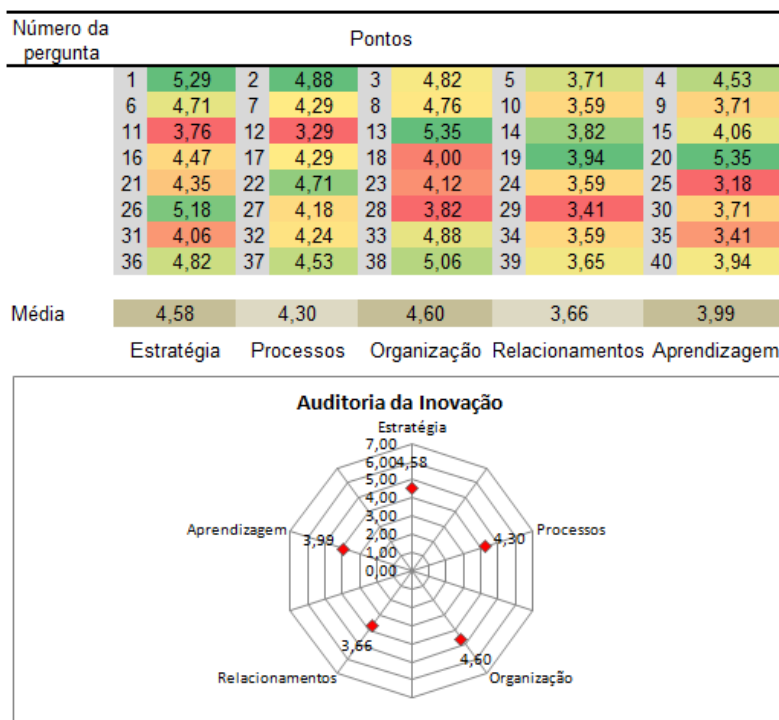 Número da pergunta Pontos
1 5,29 2 4,88 3 4,82 5 3,71 4 4,53
6 4,71 7 4,29 8 4,76 10 3,59 9 3,71
11 3,76 12 3,29 13 5,35 14 3,82 15 4,06
16 4,47 17 4,29 18 4,00 19 3,94 20 5,35
21 4,35 22 4,71 23 4,12 24 3,59 25 3,18
26 5,18 27 4,18 28 3,82 29 3,41 30 3,71
31 4,06 32 4,24 33 4,88 34 3,59 35 3,41
36 4,82 37 4,53 38 5,06 39 3,65 40 3,94
Média 4,58 4,30 4,60 3,66 3,99
Estratégia Processos Organização Relacionamentos Aprendizagem
Auditoria da Inovação
Estratégia
7,00
6,00 4,58
5,00
4,00
3,00
2,00
1,00
0,00
Aprendizagem 3,99
Processos 4,30
Relacionamentos 3,66
Organização 4,60